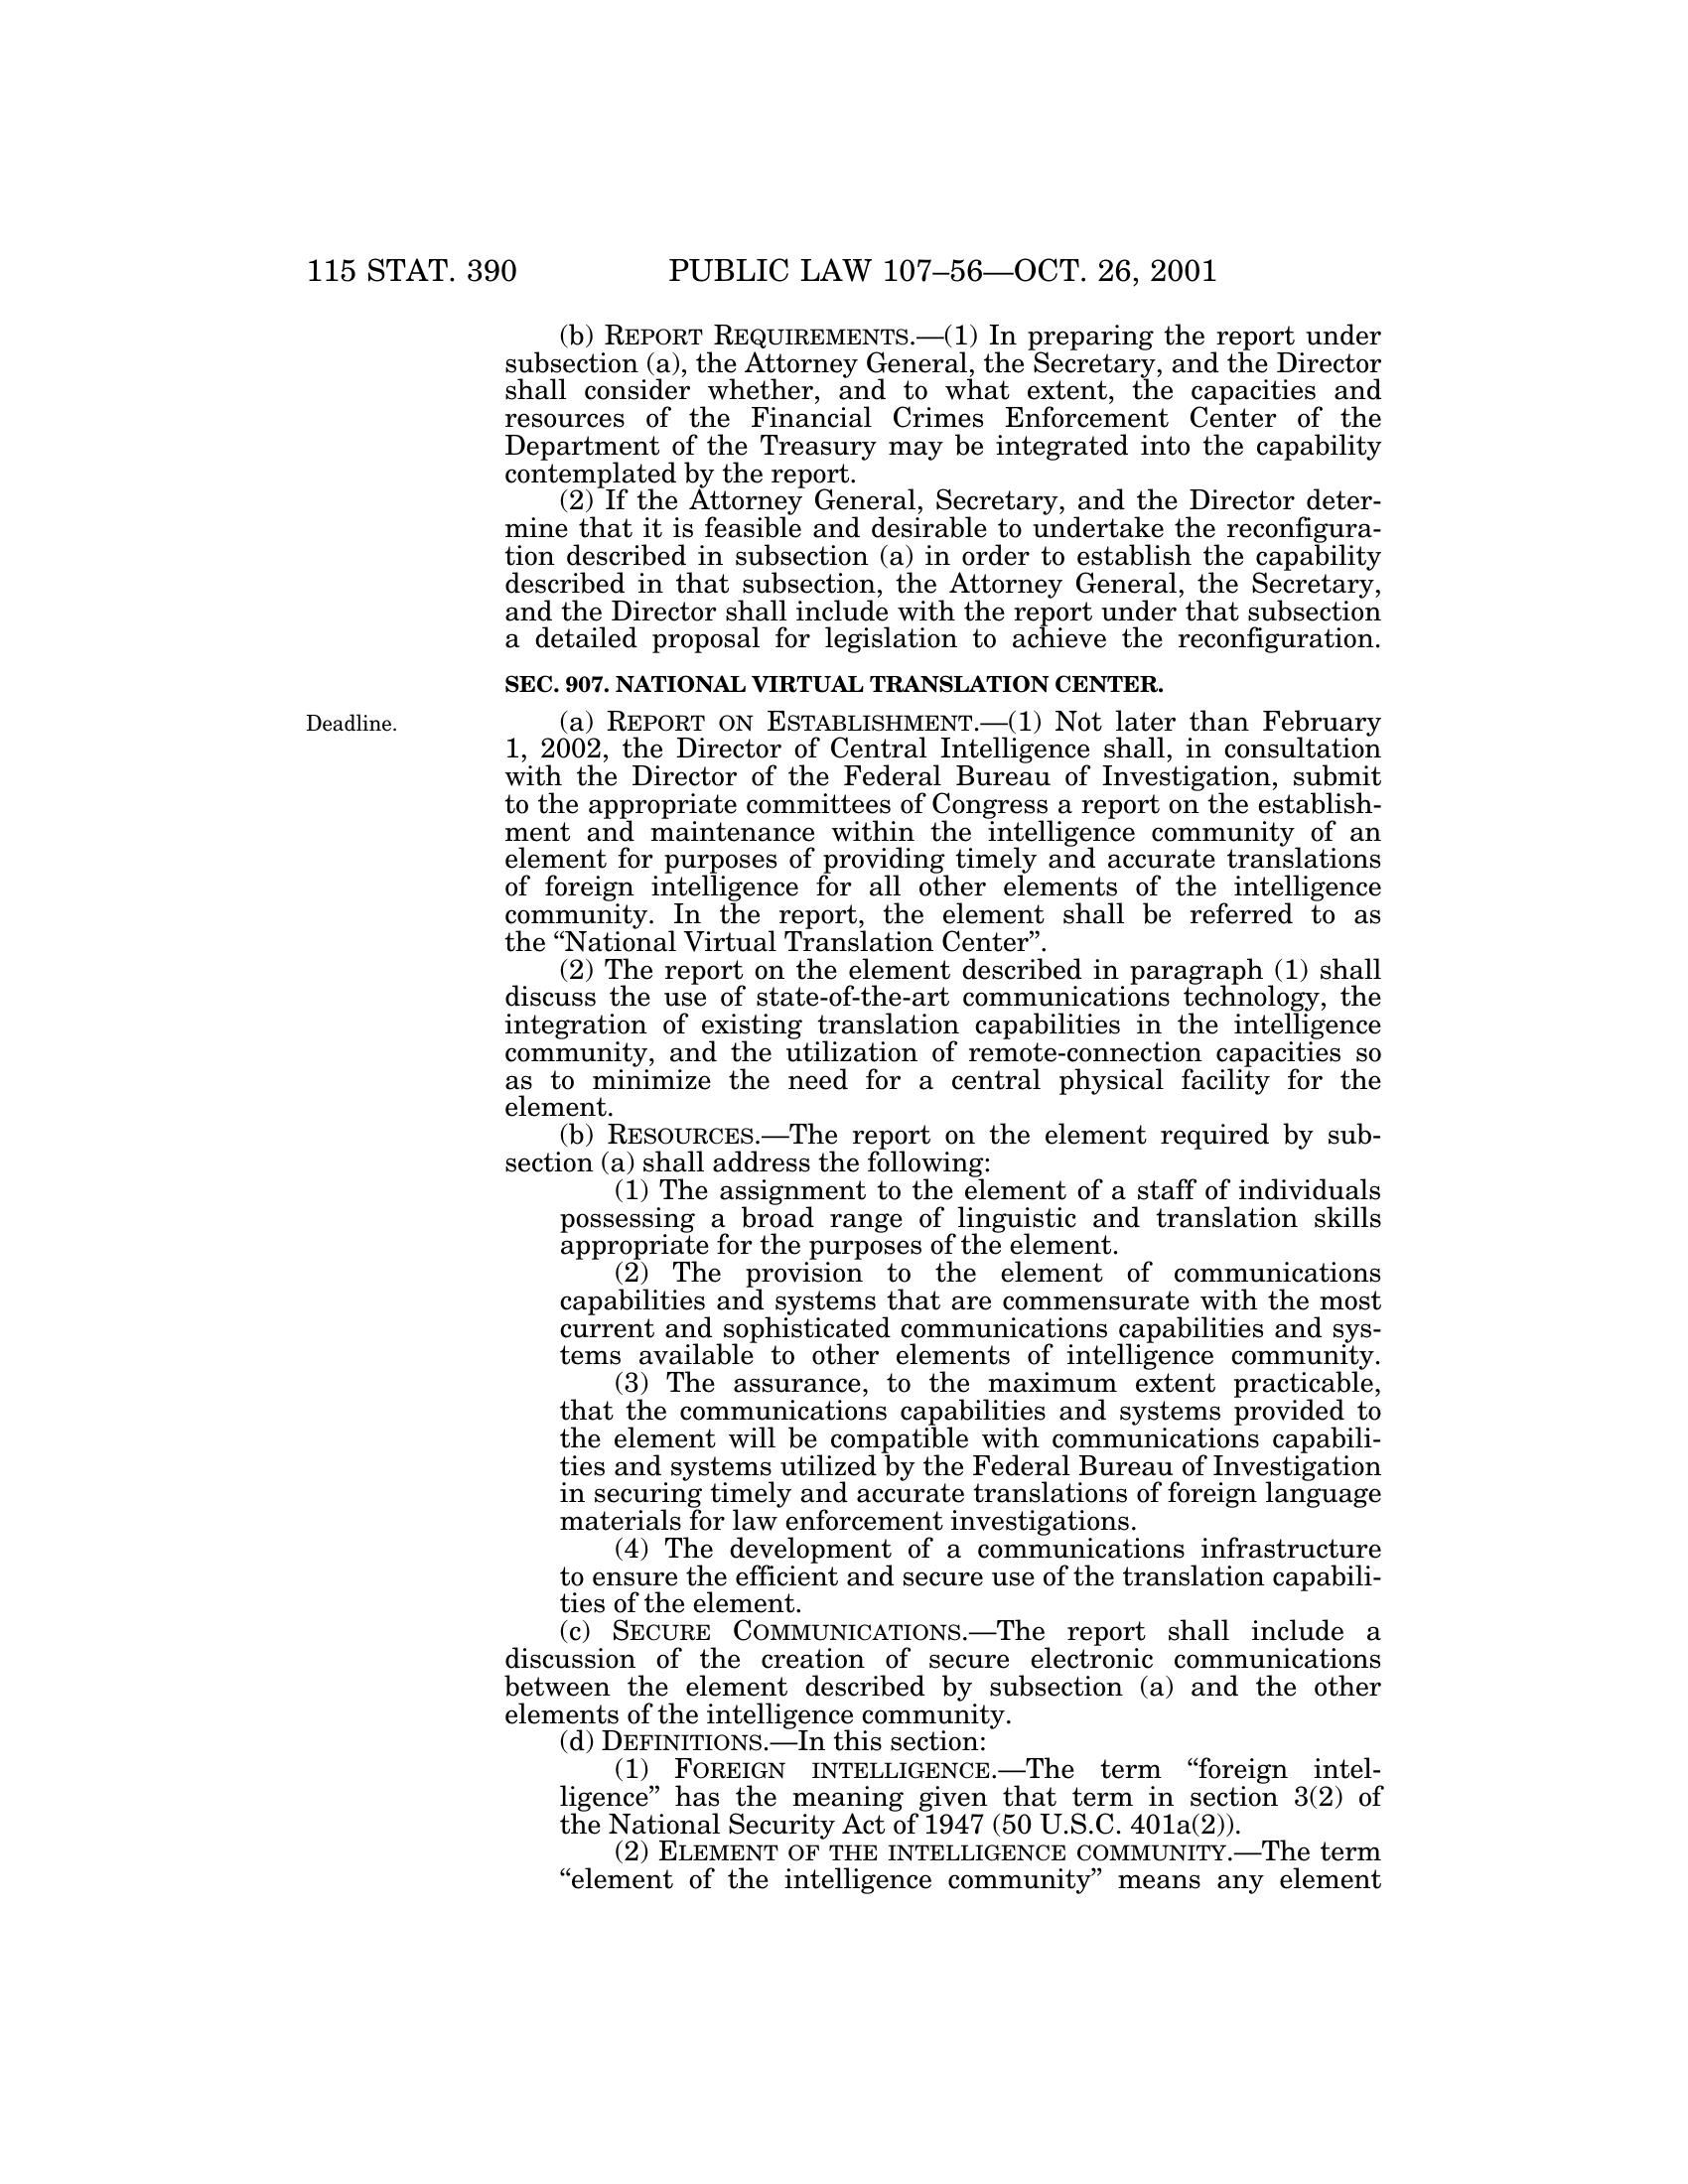 115 STAT. 390 PUBLIC LAW 107–56—OCT. 26, 2001
(b) REPORT REQUIREMENTS.—(1) In preparing the report under
subsection (a), the Attorney General, the Secretary, and the Director
shall consider whether, and to what extent, the capacities and
resources of the Financial Crimes Enforcement Center of the
Department of the Treasury may be integrated into the capability
contemplated by the report.
(2) If the Attorney General, Secretary, and the Director deter-
mine that it is feasible and desirable to undertake the reconfigura-
tion described in subsection (a) in order to establish the capability
described in that subsection, the Attorney General, the Secretary,
and the Director shall include with the report under that subsection
a detailed proposal for legislation to achieve the reconfiguration.
SEC. 907. NATIONAL VIRTUAL TRANSLATION CENTER.
Deadline.
(a) REPORT ON ESTABLISHMENT.—(1) Not later than February
1, 2002, the Director of Central Intelligence shall, in consultation
with the Director of the Federal Bureau of Investigation, submit
to the appropriate committees of Congress a report on the establish-
ment and maintenance within the intelligence community of an
element for purposes of providing timely and accurate translations
of foreign intelligence for all other elements of the intelligence
community. In the report, the element shall be referred to as
the “National Virtual Translation Center”.
(2) The report on the element described in paragraph (1) shall
discuss the use of state-of-the-art communications technology, the
integration of existing translation capabilities in the intelligence
community, and the utilization of remote-connection capacities so
as to minimize the need for a central physical facility for the
element.
(b) RESOURCES.—The report on the element required by sub-
section (a) shall address the following:
(1) The assignment to the element of a staff of individuals
possessing a broad range of linguistic and translation skills
appropriate for the purposes of the element.
(2) The provision to the element of communications
capabilities and systems that are commensurate with the most
current and sophisticated communications capabilities and sys-
tems available to other elements of intelligence community.
(3) The assurance, to the maximum extent practicable,
that the communications capabilities and systems provided to
the element will be compatible with communications capabili-
ties and systems utilized by the Federal Bureau of Investigation
in securing timely and accurate translations of foreign language
materials for law enforcement investigations.
(4) The development of a communications infrastructure
to ensure the efficient and secure use of the translation capabili-
ties of the element.
(c) SECURE COMMUNICATIONS.—The report shall include a
discussion of the creation of secure electronic communications
between the element described by subsection (a) and the other
elements of the intelligence community.
(d) DEFINITIONS.—In this section:
(1) FOREIGN INTELLIGENCE.—The term “foreign intel-
ligence” has the meaning given that term in section 3(2) of
the National Security Act of 1947 (50 U.S.C. 401a(2)).
(2) ELEMENT OF THE INTELLIGENCE COMMUNITY.—The term
“element of the intelligence community” means any element